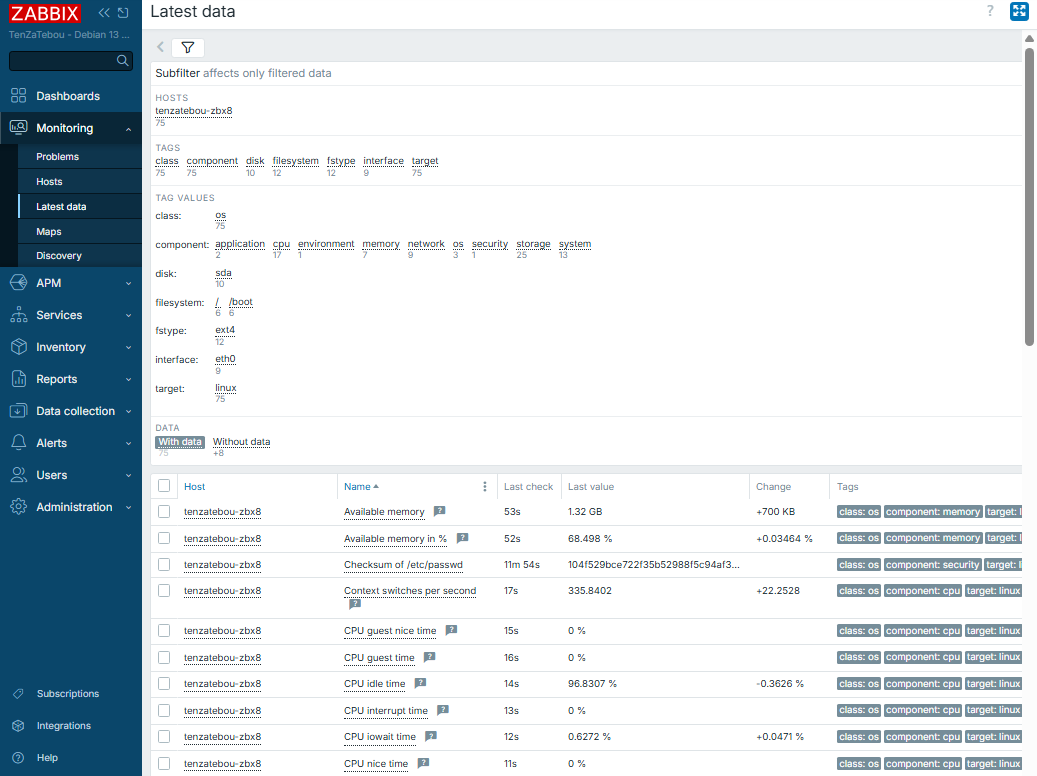 ZABBIX
TenZaTebou - Debian 13 ...
Dashboards
Monitoring
Problems
Hosts
Latest data
Maps
Discovery
APM
Services
Inventory
Reports
Data collection
Alerts
Users
Administration
Subscriptions
Integrations
Help
Latest data
?
Subfilter affects only filtered data
HOSTS
tenzatebou-zbx8
75
TAGS
class component disk filesystem fstype interface target
75 75 10 12 12 9 75
TAG VALUES
class: os
75
component: application cpu environment memory network os security storage system
2 17 1 7 9 3 1 25 13
disk: sda
10
filesystem: / /boot
6 6
fstype: ext4
12
interface: eth0
9
target: linux
75
DATA
With data Without data
75 +8
Host Name Last check Last value Change Tags
tenzatebou-zbx8 Available memory ? 53s 1.32 GB +700 KB class: os component: memory target: l
tenzatebou-zbx8 Available memory in % ? 52s 68.498 % +0.03464 % class: os component: memory target: l
tenzatebou-zbx8 Checksum of /etc/passwd 11m 54s 104f529bce722f35b52988f5c94af3... class: os component: security target: l
tenzatebou-zbx8 Context switches per second 17s 335.8402 +22.2528 class: os component: cpu target: linux
?
tenzatebou-zbx8 CPU guest nice time ? 15s 0 % class: os component: cpu target: linux
tenzatebou-zbx8 CPU guest time ? 16s 0 % class: os component: cpu target: linux
tenzatebou-zbx8 CPU idle time ? 14s 96.8307 % -0.3626 % class: os component: cpu target: linux
tenzatebou-zbx8 CPU interrupt time ? 13s 0 % class: os component: cpu target: linux
tenzatebou-zbx8 CPU iowait time ? 12s 0.6272 % +0.0471 % class: os component: cpu target: linux
tenzatebou-zbx8 CPU nice time ? 11s 0 % class: os component: cpu target: linux